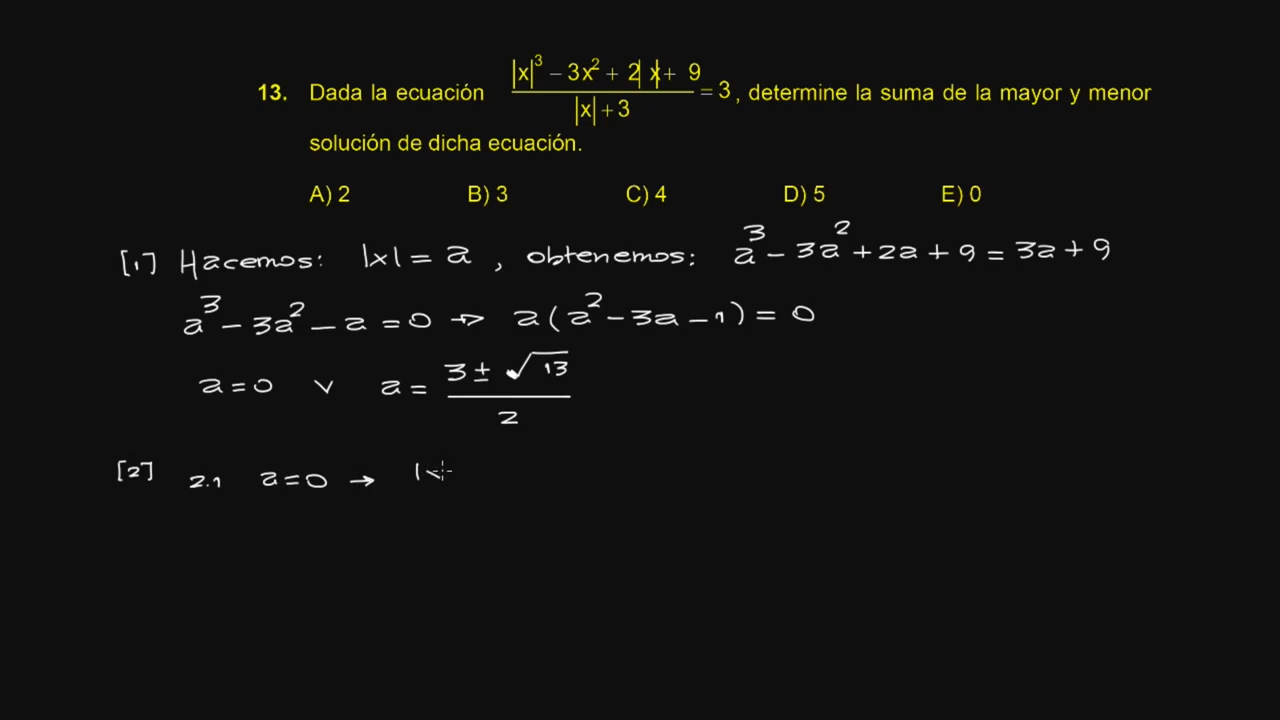 13. Dada la ecuación (|x|³ − 3x² + 2|x| + 9)/(|x| + 3) = 3, determine la suma de la mayor y menor
solución de dicha ecuación.
A) 2 B) 3 C) 4 D) 5 E) 0
[1] Hacemos: |x| = a, obtenemos: a³ − 3a² + 2a + 9 = 3a + 9
a³ − 3a² − a = 0 → a(a² − 3a − 1) = 0
a = 0 ∨ a = (3 ± √13)/2
[2] 2.1 a = 0 →